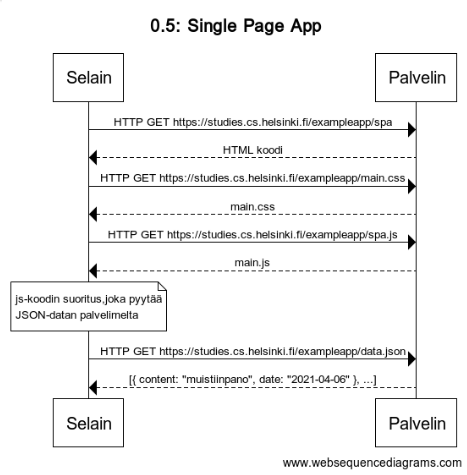 0.5: Single Page App
Selain
Palvelin
HTTP GET https://studies.cs.helsinki.fi/exampleapp/spa
HTML koodi
HTTP GET https://studies.cs.helsinki.fi/exampleapp/main.css
main.css
HTTP GET https://studies.cs.helsinki.fi/exampleapp/spa.js
main.js
js-koodin suoritus,joka pyytää
JSON-datan palvelimelta
HTTP GET https://studies.cs.helsinki.fi/exampleapp/data.json
[{ content: "muistiinpano", date: "2021-04-06" }, ...]
Selain
Palvelin
www.websequencediagrams.com